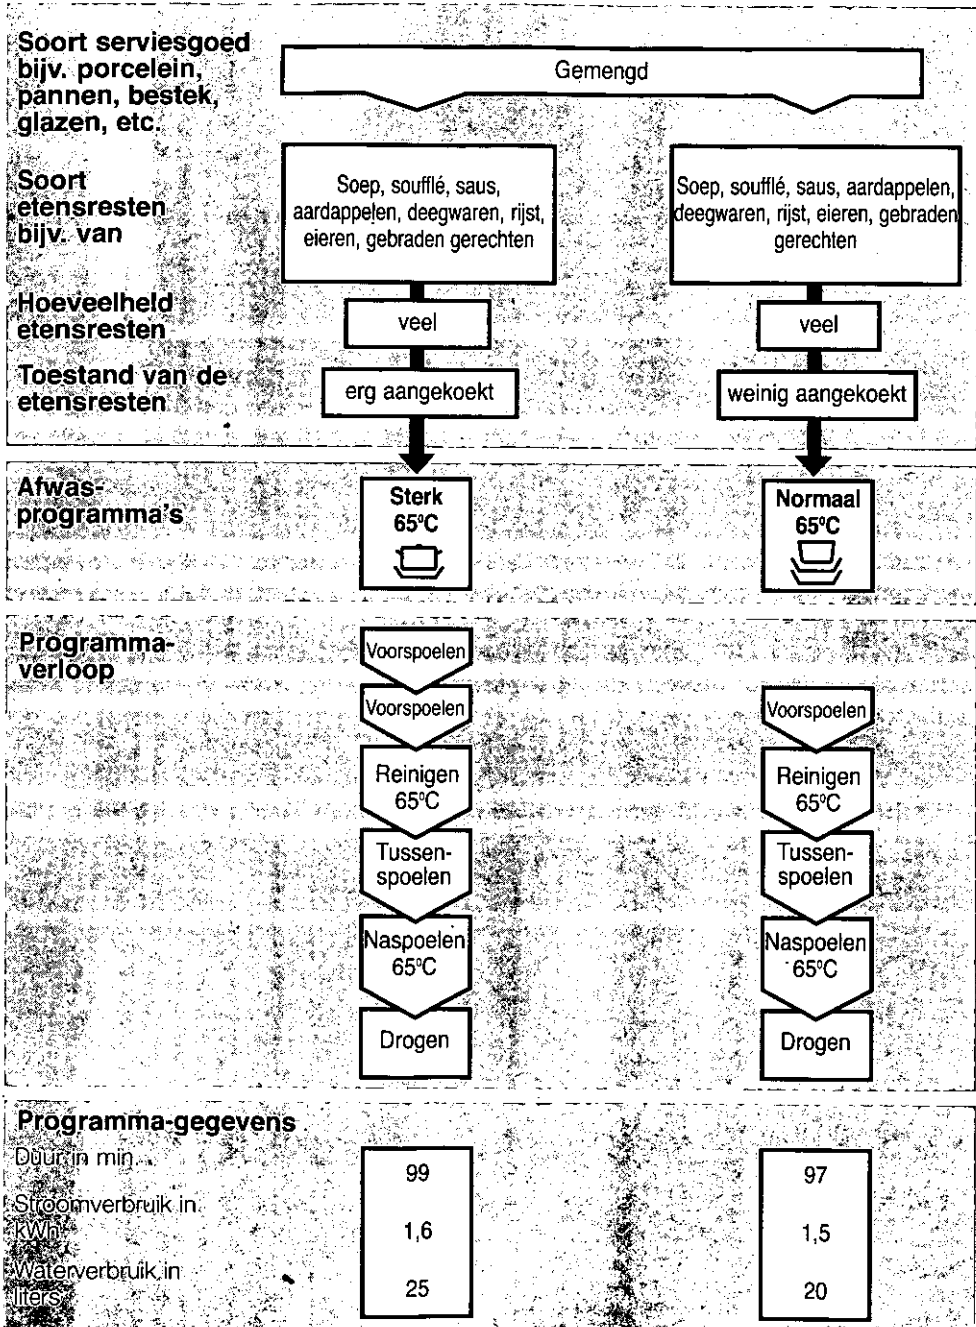 Soort serviesgoed
bijv. porcelein,
pannen, bestek,
glazen, etc.
Gemengd
Soort
etensresten
bijv. van
Soep, soufflé, saus,
aardappelen, deegwaren, rijst,
eieren, gebraden gerechten
Soep, soufflé, saus, aardappelen,
deegwaren, rijst, eieren, gebraden
gerechten
Hoeveelheid
etensresten
veel
veel
Toestand van de
etensresten
erg aangekoekt
weinig aangekoekt
Afwas-
programma's
Sterk
65°C
Normaal
65°C
Programma-
verloop
Voorspoelen
Voorspoelen
Reinigen
65°C
Tussen-
spoelen
Naspoelen
65°C
Drogen
Voorspoelen
Reinigen
65°C
Tussen-
spoelen
Naspoelen
65°C
Drogen
Programma-gegevens
Duur in min.
99
97
Stroomverbruik in
kWh
1,6
1,5
Waterverbruik in
liters
25
20